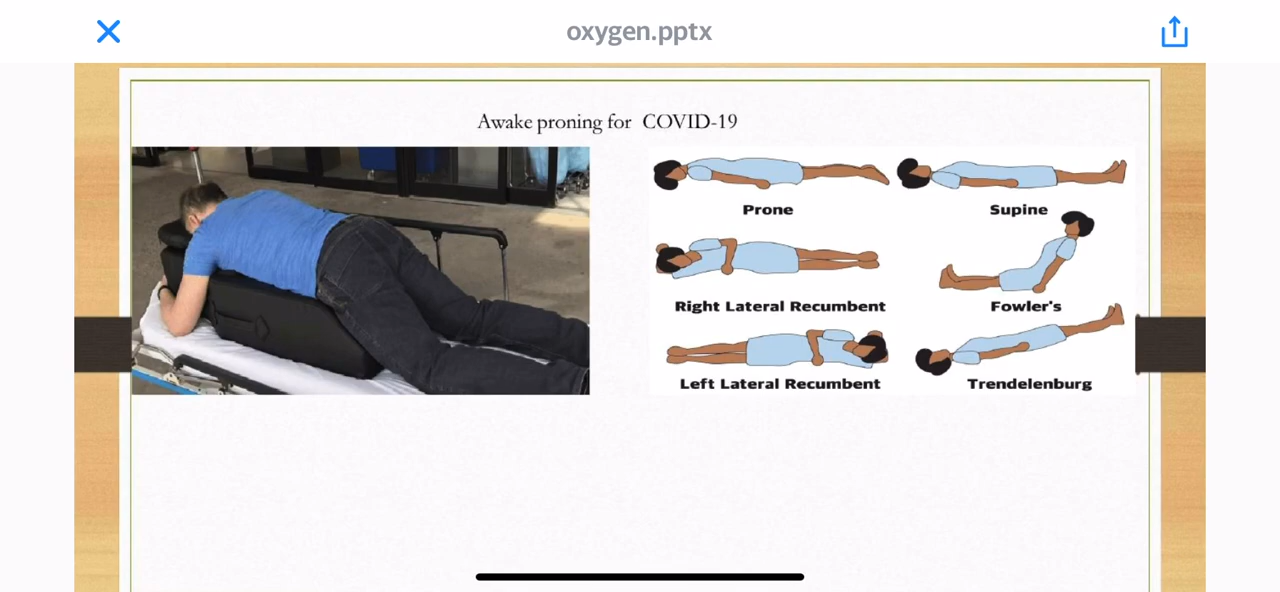 oxygen.pptx
Awake proning for COVID-19
Prone
Supine
Right Lateral Recumbent
Fowler's
Left Lateral Recumbent
Trendelenburg